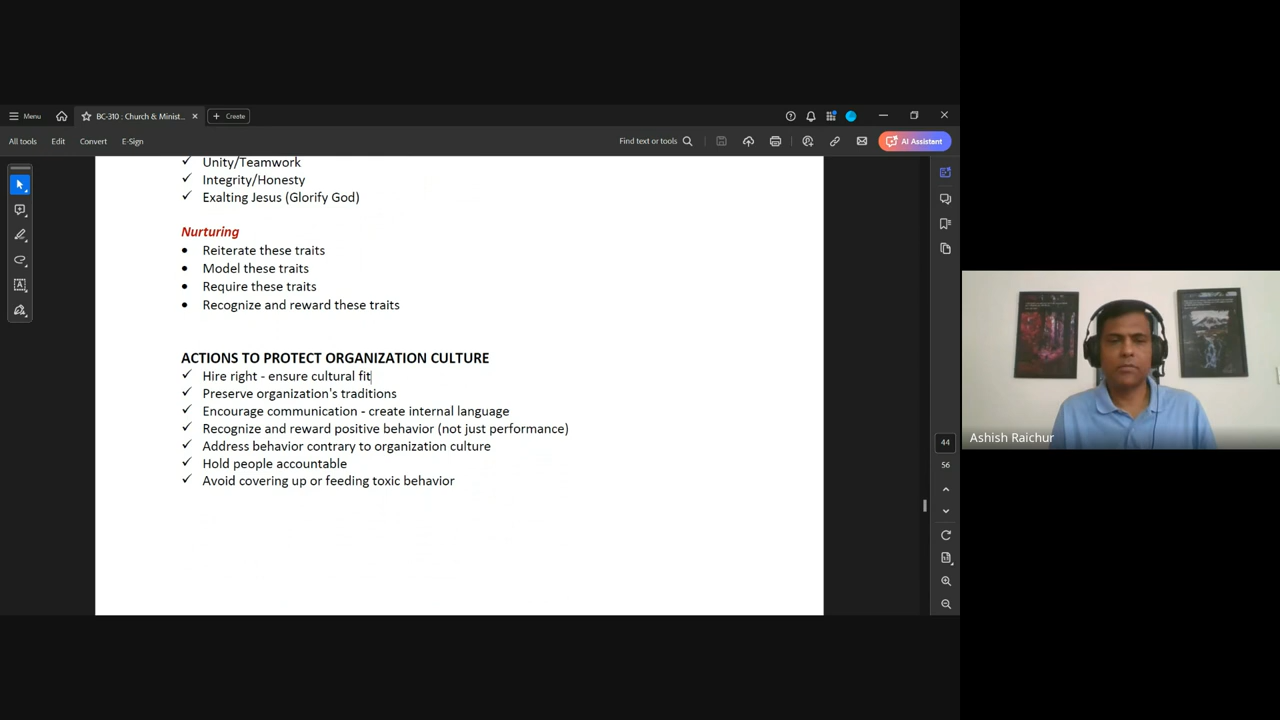 Menu
BC-310 : Church & Minist...
Create
All tools
Edit
Convert
E-Sign
Find text or tools
AI Assistant
✓ Unity/Teamwork
✓ Integrity/Honesty
✓ Exalting Jesus (Glorify God)
Nurturing
• Reiterate these traits
• Model these traits
• Require these traits
• Recognize and reward these traits
ACTIONS TO PROTECT ORGANIZATION CULTURE
✓ Hire right - ensure cultural fit
✓ Preserve organization's traditions
✓ Encourage communication - create internal language
✓ Recognize and reward positive behavior (not just performance)
✓ Address behavior contrary to organization culture
✓ Hold people accountable
✓ Avoid covering up or feeding toxic behavior
44
56
Ashish Raichur